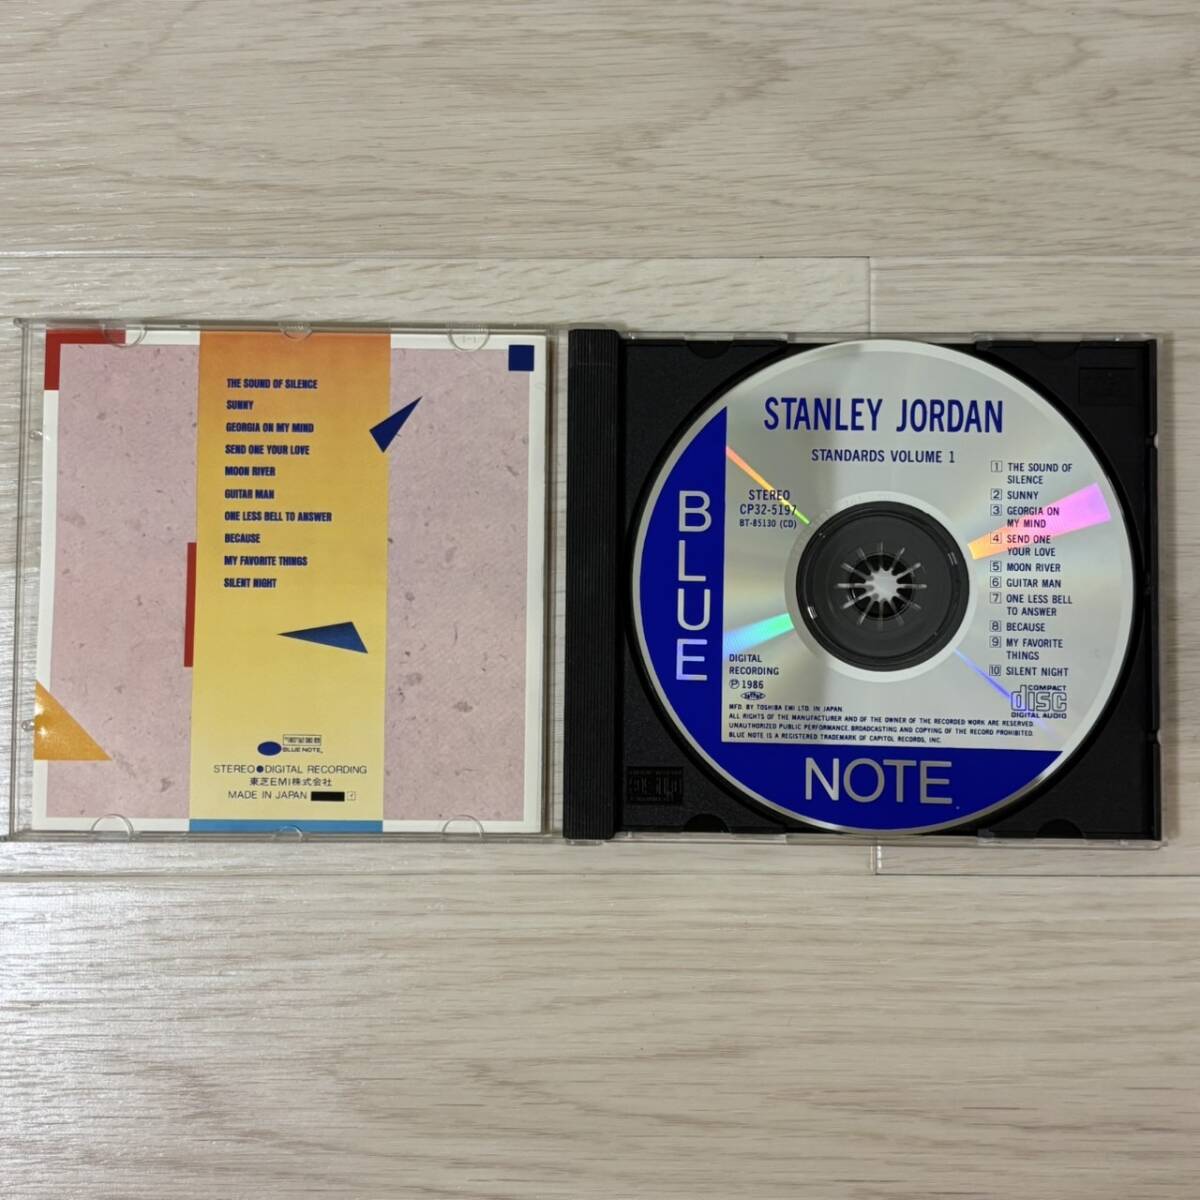 THE SOUND OF SILENCE
SUNNY
GEORGIA ON MY MIND
SEND ONE YOUR LOVE
MOON RIVER
GUITAR MAN
ONE LESS BELL TO ANSWER
BECAUSE
MY FAVORITE THINGS
SILENT NIGHT
BLUE NOTE
STEREO●DIGITAL RECORDING
東芝EMI株式会社
MADE IN JAPAN
STANLEY JORDAN
STANDARDS VOLUME 1
STEREO
CP32-5197
BT-85130 (CD)
1 THE SOUND OF
SILENCE
2 SUNNY
3 GEORGIA ON
MY MIND
4 SEND ONE
YOUR LOVE
5 MOON RIVER
6 GUITAR MAN
7 ONE LESS BELL
TO ANSWER
8 BECAUSE
9 MY FAVORITE
THINGS
10 SILENT NIGHT
DIGITAL
RECORDING
Ⓟ 1986
COMPACT
disc
DIGITAL AUDIO
MFD. BY TOSHIBA EMI LTD. IN JAPAN
ALL RIGHTS OF THE MANUFACTURER AND OF THE OWNER OF THE RECORDED WORK ARE RESERVED.
UNAUTHORIZED PUBLIC PERFORMANCE. BROADCASTING AND COPYING OF THE RECORD PROHIBITED.
BLUE NOTE IS A REGISTERED TRADEMARK OF CAPITOL RECORDS, INC.
BLUE
NOTE